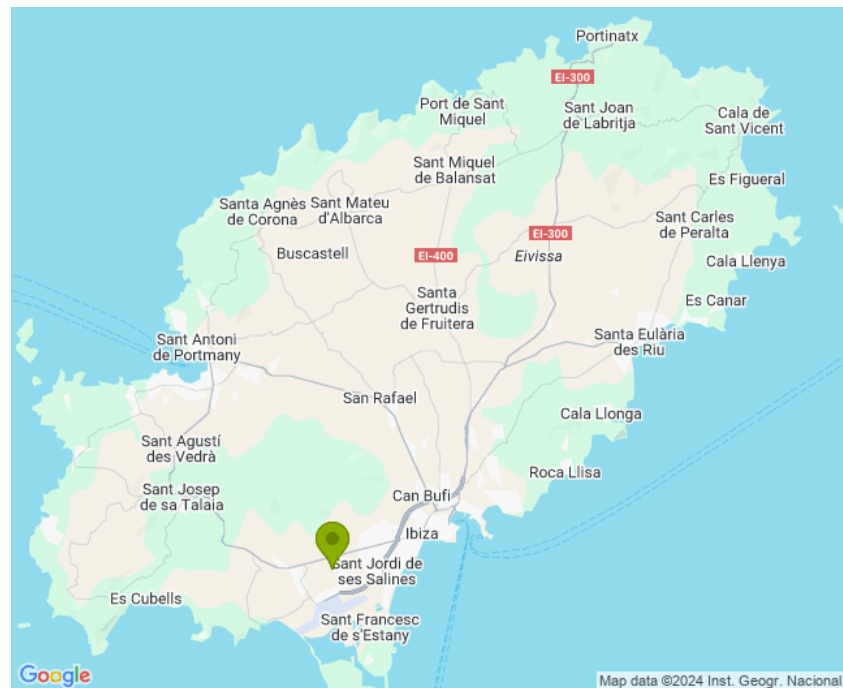 Portinatx
EI-300
Port de Sant
Miquel
Sant Joan
de Labritja
Cala de
Sant Vicent
Sant Miquel
de Balansat
Es Figueral
Santa Agnès
de Corona
Sant Mateu
d'Albarca
Sant Carles
de Peralta
EI-300
Buscastell
EI-400
Eivissa
Cala Llenya
Santa
Gertrudis
de Fruitera
Es Canar
Sant Antoni
de Portmany
Santa Eulària
des Riu
San Rafael
Cala Llonga
Sant Agustí
des Vedrà
Roca Llisa
Sant Josep
de sa Talaia
Can Bufi
Ibiza
Sant Jordi de
ses Salines
Es Cubells
Sant Francesc
de s'Estany
Google
Map data ©2024 Inst. Geogr. Nacional